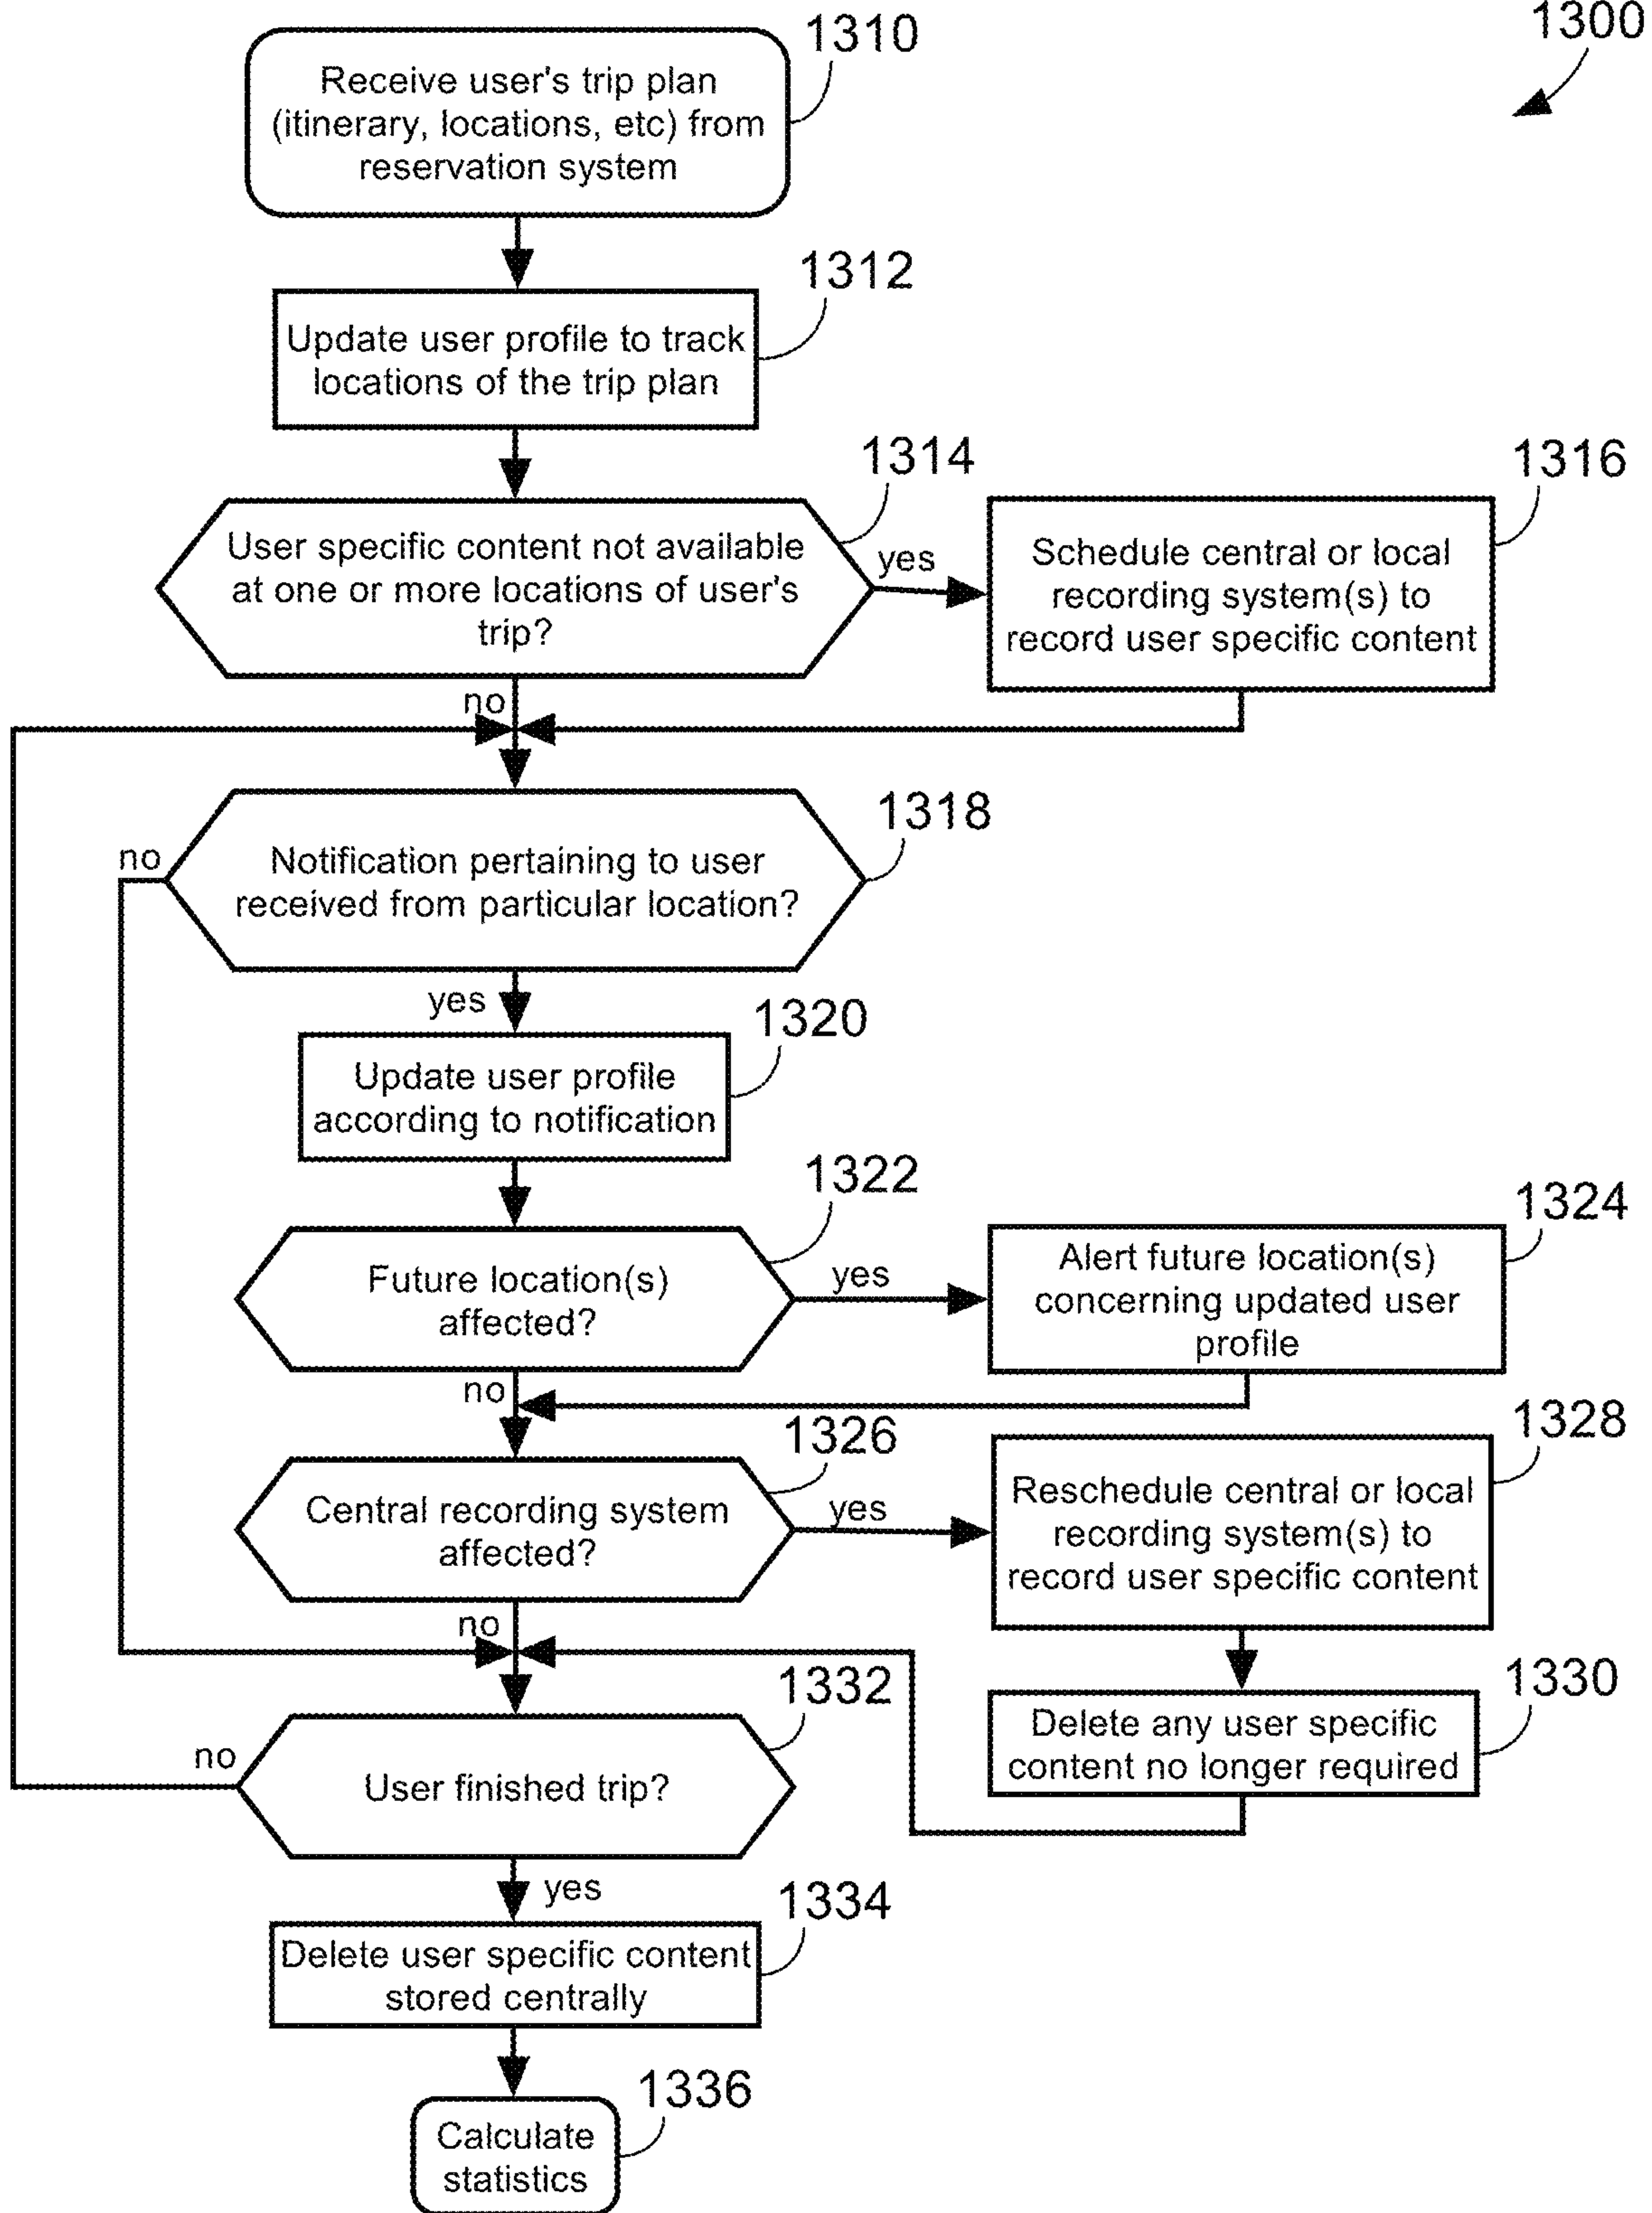 1300
1310
Receive user's trip plan
(itinerary, locations, etc) from
reservation system
1312
Update user profile to track
locations of the trip plan
1314
User specific content not available
at one or more locations of user's
trip?
yes
1316
Schedule central or local
recording system(s) to
record user specific content
no
1318
Notification pertaining to user
received from particular location?
no
yes
1320
Update user profile
according to notification
1322
Future location(s)
affected?
yes
1324
Alert future location(s)
concerning updated user
profile
no
1326
Central recording system
affected?
yes
1328
Reschedule central or local
recording system(s) to
record user specific content
no
1330
Delete any user specific
content no longer required
1332
User finished trip?
no
yes
1334
Delete user specific content
stored centrally
1336
Calculate
statistics